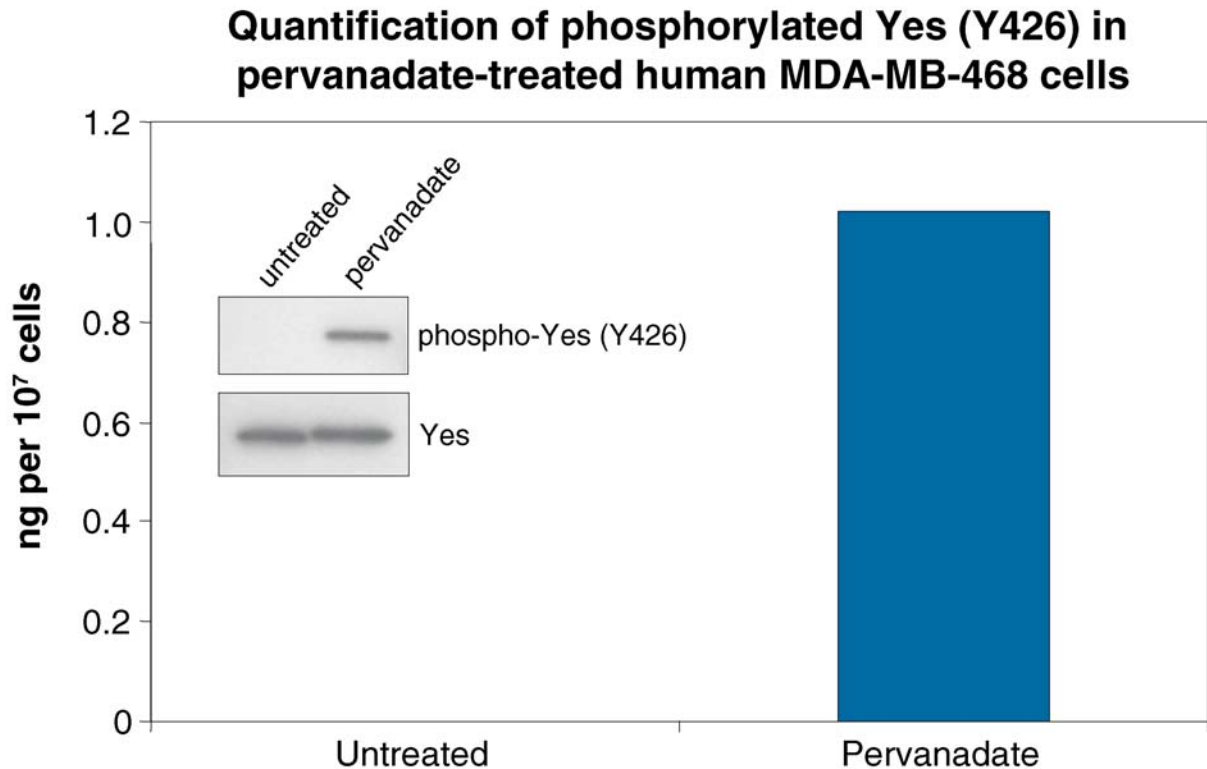 Quantification of phosphorylated Yes (Y426) in
pervanadate-treated human MDA-MB-468 cells
ng per 10⁷ cells
1.2
1.0
0.8
0.6
0.4
0.2
0
untreated
pervanadate
phospho-Yes (Y426)
Yes
Untreated
Pervanadate